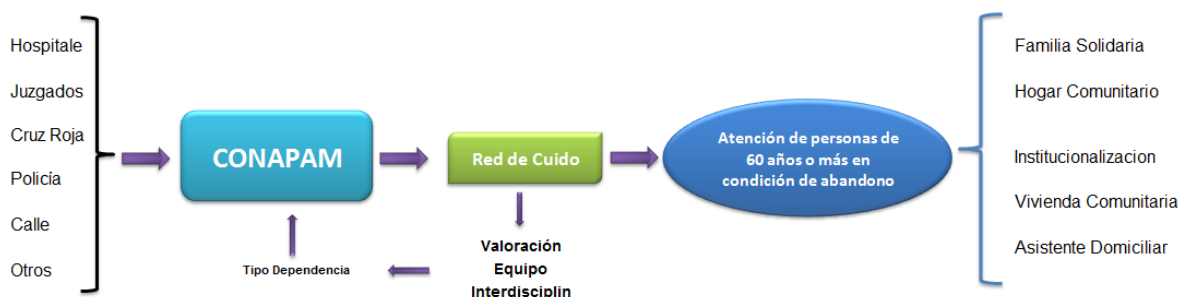 Hospitale
Juzgados
Cruz Roja
Policía
Calle
Otros
CONAPAM
Tipo Dependencia
Red de Cuido
Valoración
Equipo
Interdisciplin
Atención de personas de
60 años o más en
condición de abandono
Familia Solidaria
Hogar Comunitario
Institucionalizacion
Vivienda Comunitaria
Asistente Domiciliar